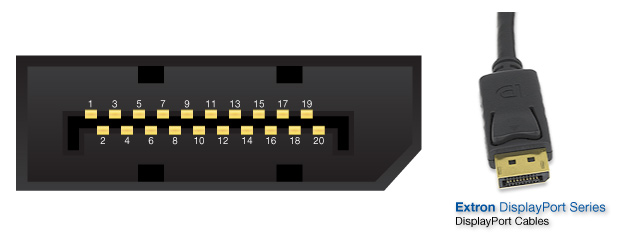 1 3 5 7 9 11 13 15 17 19
2 4 6 8 10 12 14 16 18 20
Extron DisplayPort Series
DisplayPort Cables